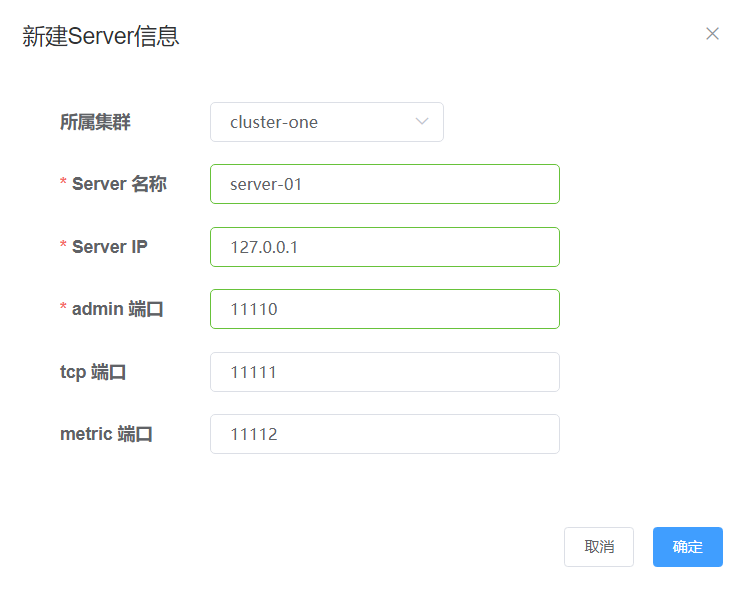 新建Server信息
所属集群 cluster-one
* Server 名称 server-01
* Server IP 127.0.0.1
* admin 端口 11110
tcp 端口 11111
metric 端口 11112
取消 确定